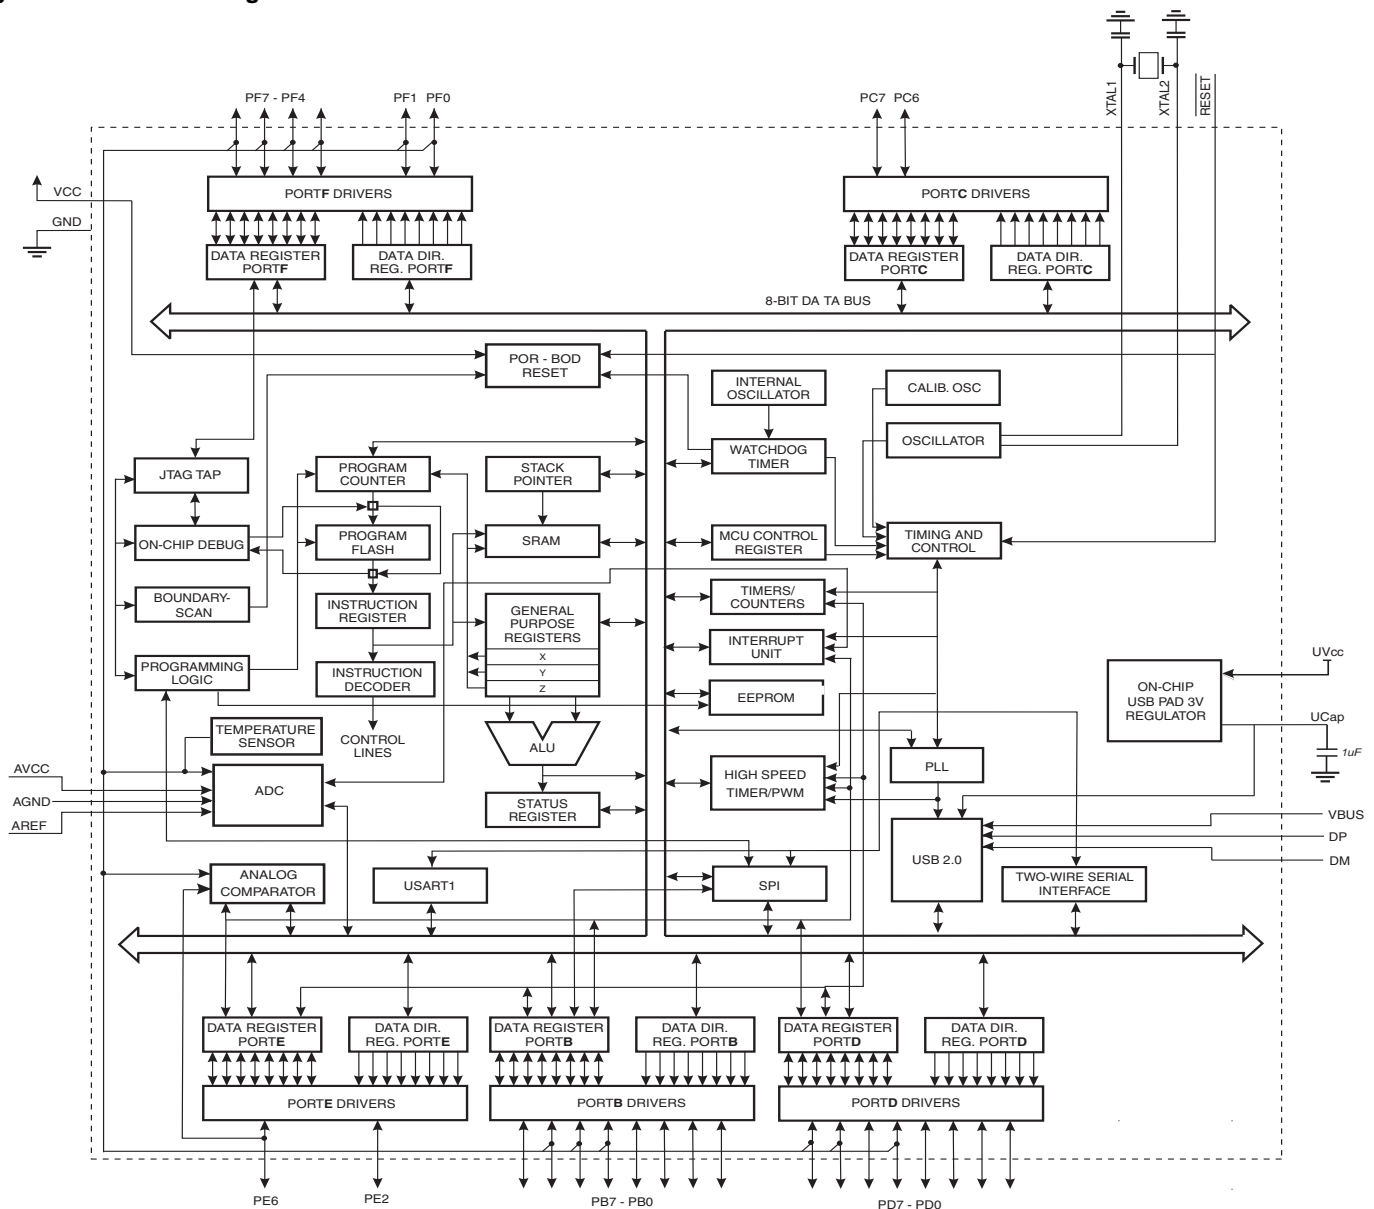 XTAL1
XTAL2
RESET
PF7 - PF4
PF1 PF0
PC7 PC6
VCC
GND
PORTF DRIVERS
PORTC DRIVERS
DATA REGISTER
PORTF
DATA DIR.
REG. PORTF
DATA REGISTER
PORTC
DATA DIR.
REG. PORTC
8-BIT DA TA BUS
POR - BOD
RESET
INTERNAL
OSCILLATOR
CALIB. OSC
OSCILLATOR
WATCHDOG
TIMER
JTAG TAP
PROGRAM
COUNTER
STACK
POINTER
ON-CHIP DEBUG
PROGRAM
FLASH
SRAM
MCU CONTROL
REGISTER
TIMING AND
CONTROL
BOUNDARY-
SCAN
INSTRUCTION
REGISTER
GENERAL
PURPOSE
REGISTERS
X
Y
Z
TIMERS/
COUNTERS
INTERRUPT
UNIT
PROGRAMMING
LOGIC
INSTRUCTION
DECODER
EEPROM
ON-CHIP
USB PAD 3V
REGULATOR
UVcc
UCap
1uF
TEMPERATURE
SENSOR
CONTROL
LINES
ALU
PLL
AVCC
AGND
AREF
ADC
STATUS
REGISTER
HIGH SPEED
TIMER/PWM
VBUS
DP
DM
ANALOG
COMPARATOR
USART1
SPI
USB 2.0
TWO-WIRE SERIAL
INTERFACE
DATA REGISTER
PORTE
DATA DIR.
REG. PORTE
DATA REGISTER
PORTB
DATA DIR.
REG. PORTB
DATA REGISTER
PORTD
DATA DIR.
REG. PORTD
PORTE DRIVERS
PORTB DRIVERS
PORTD DRIVERS
PE6
PE2
PB7 - PB0
PD7 - PD0